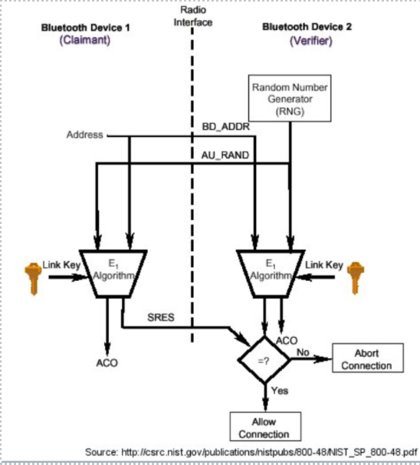 Radio
Interface
Bluetooth Device 1
(Claimant)
Bluetooth Device 2
(Verifier)
Random Number
Generator
(RNG)
Address
BD_ADDR
AU_RAND
Link Key
E1
Algorithm
E1
Algorithm
Link Key
SRES
ACO
ACO
=?
No
Abort
Connection
Yes
Allow
Connection
Source: http://csrc.nist.gov/publications/nistpubs/800-48/NIST_SP_800-48.pdf